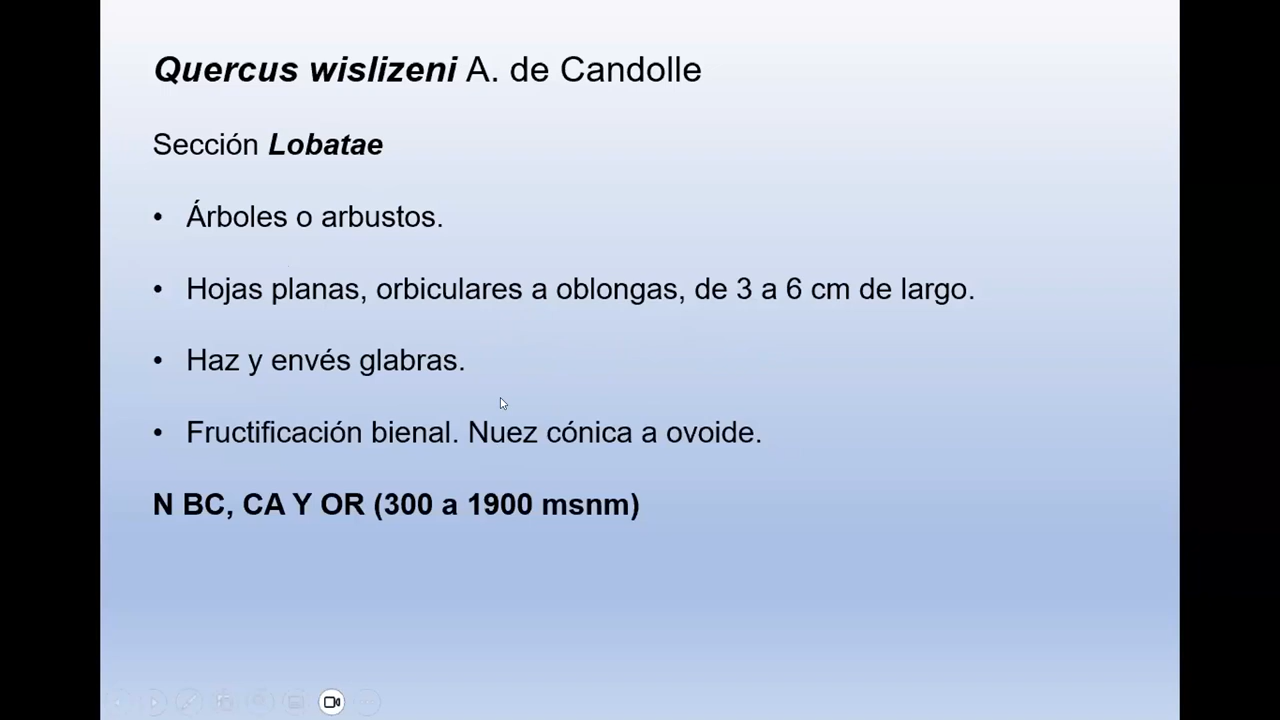 Quercus wislizeni A. de Candolle
Sección Lobatae
• Árboles o arbustos.
• Hojas planas, orbiculares a oblongas, de 3 a 6 cm de largo.
• Haz y envés glabras.
• Fructificación bienal. Nuez cónica a ovoide.
N BC, CA Y OR (300 a 1900 msnm)